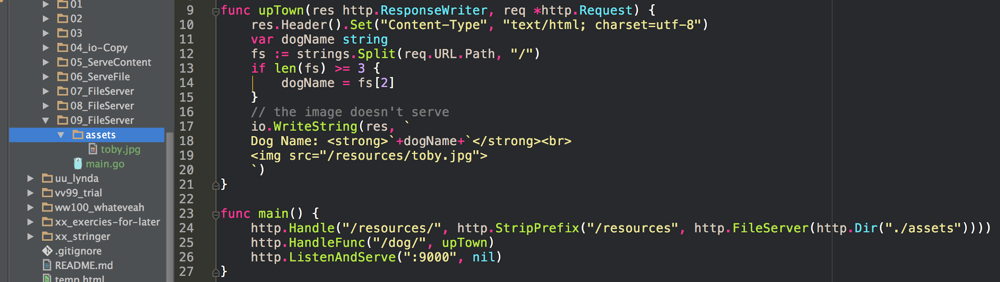 01
02
03
04_io-Copy
05_ServeContent
06_ServeFile
07_FileServer
08_FileServer
09_FileServer
assets
toby.jpg
main.go
uu_lynda
vv99_trial
ww100_whateveah
xx_exercies-for-later
xx_stringer
.gitignore
README.md
temp.html
9 func upTown(res http.ResponseWriter, req *http.Request) {
10     res.Header().Set("Content-Type", "text/html; charset=utf-8")
11     var dogName string
12     fs := strings.Split(req.URL.Path, "/")
13     if len(fs) >= 3 {
14         dogName = fs[2]
15     }
16     // the image doesn't serve
17     io.WriteString(res, `
18     Dog Name: <strong>`+dogName+`</strong><br>
19     <img src="/resources/toby.jpg">
20     `)
21 }
22
23 func main() {
24     http.Handle("/resources/", http.StripPrefix("/resources", http.FileServer(http.Dir("./assets"))))
25     http.HandleFunc("/dog/", upTown)
26     http.ListenAndServe(":9000", nil)
27 }